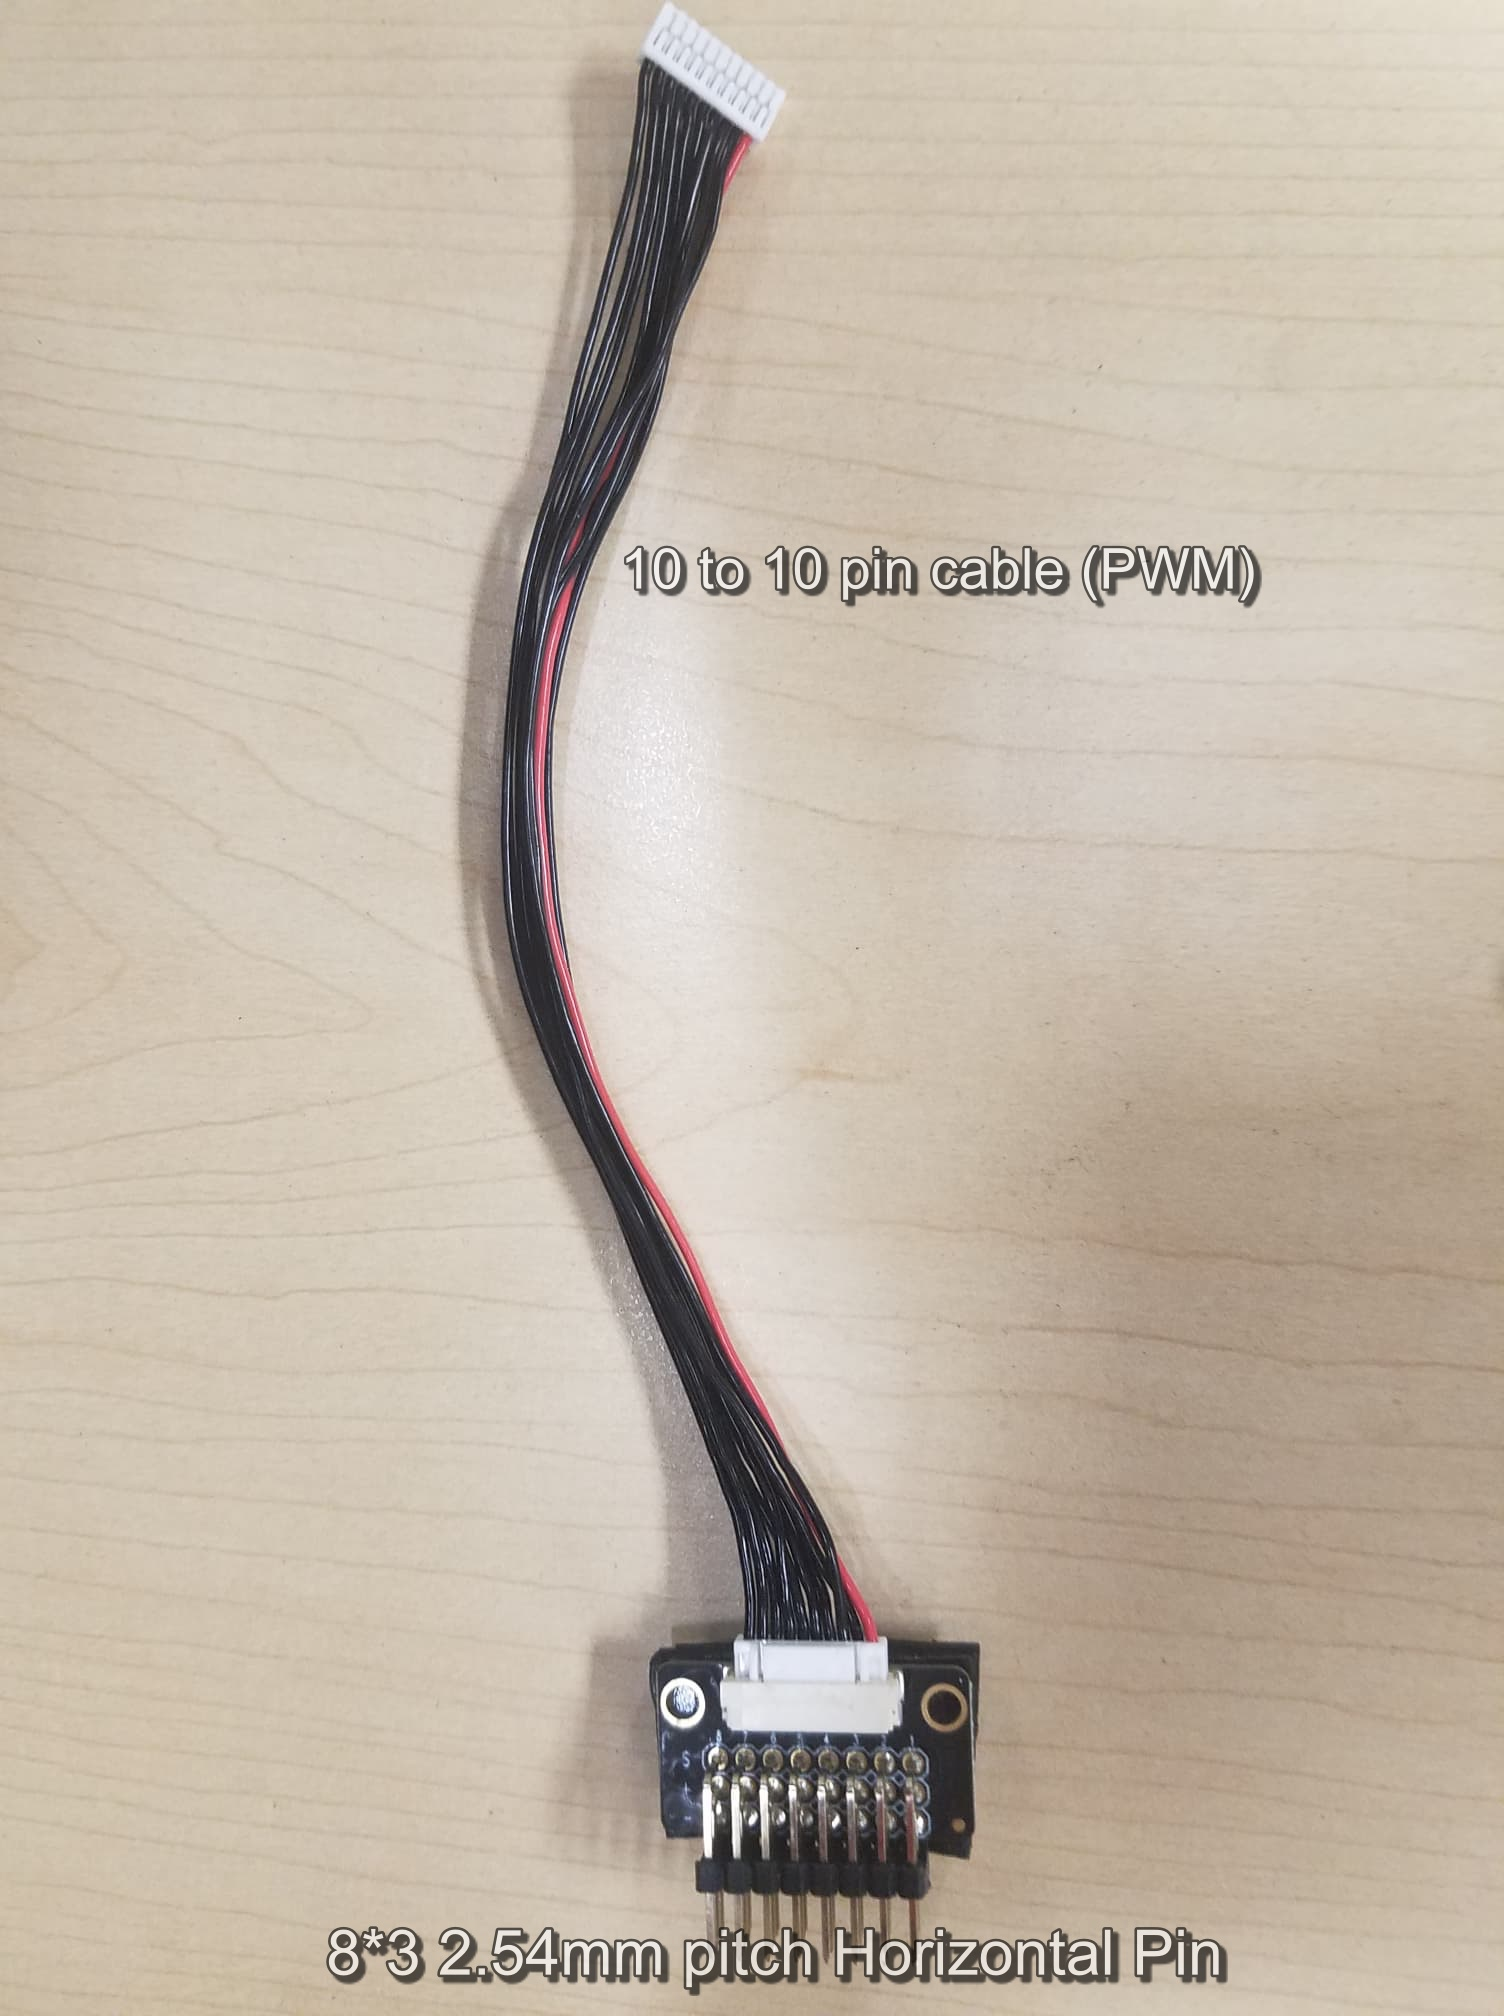 10 to 10 pin cable (PWM)
S
+
8*3 2.54mm pitch Horizontal Pin